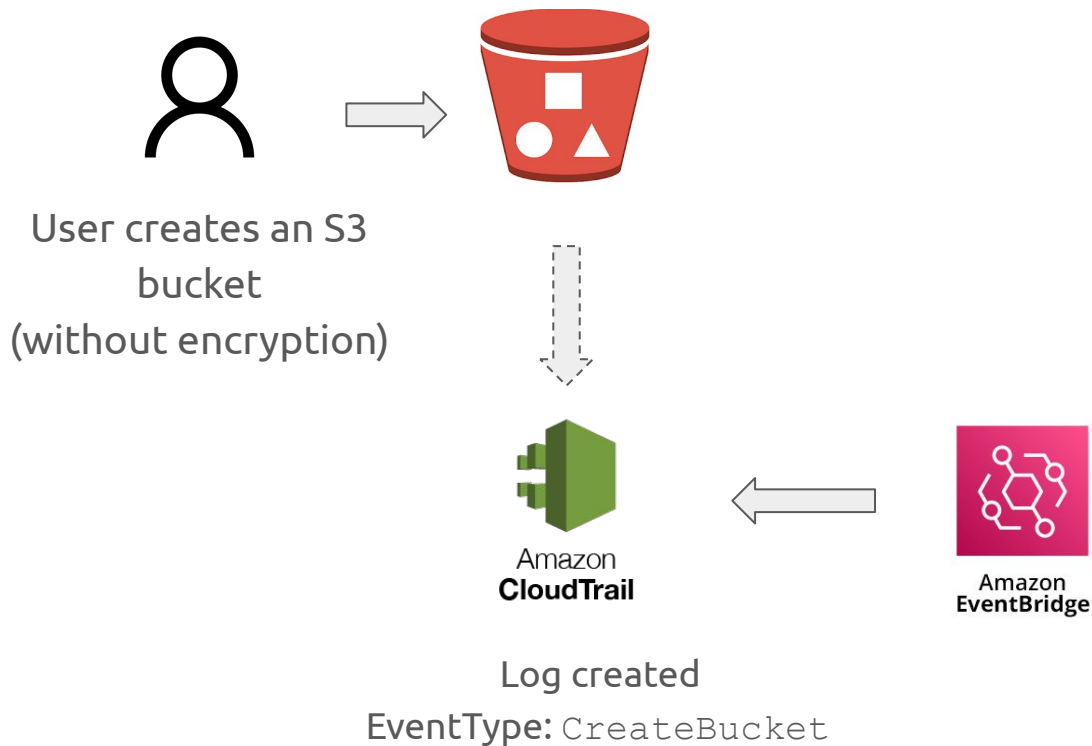 User creates an S3
bucket
(without encryption)
Amazon
CloudTrail
Amazon
EventBridge
Log created
EventType: CreateBucket